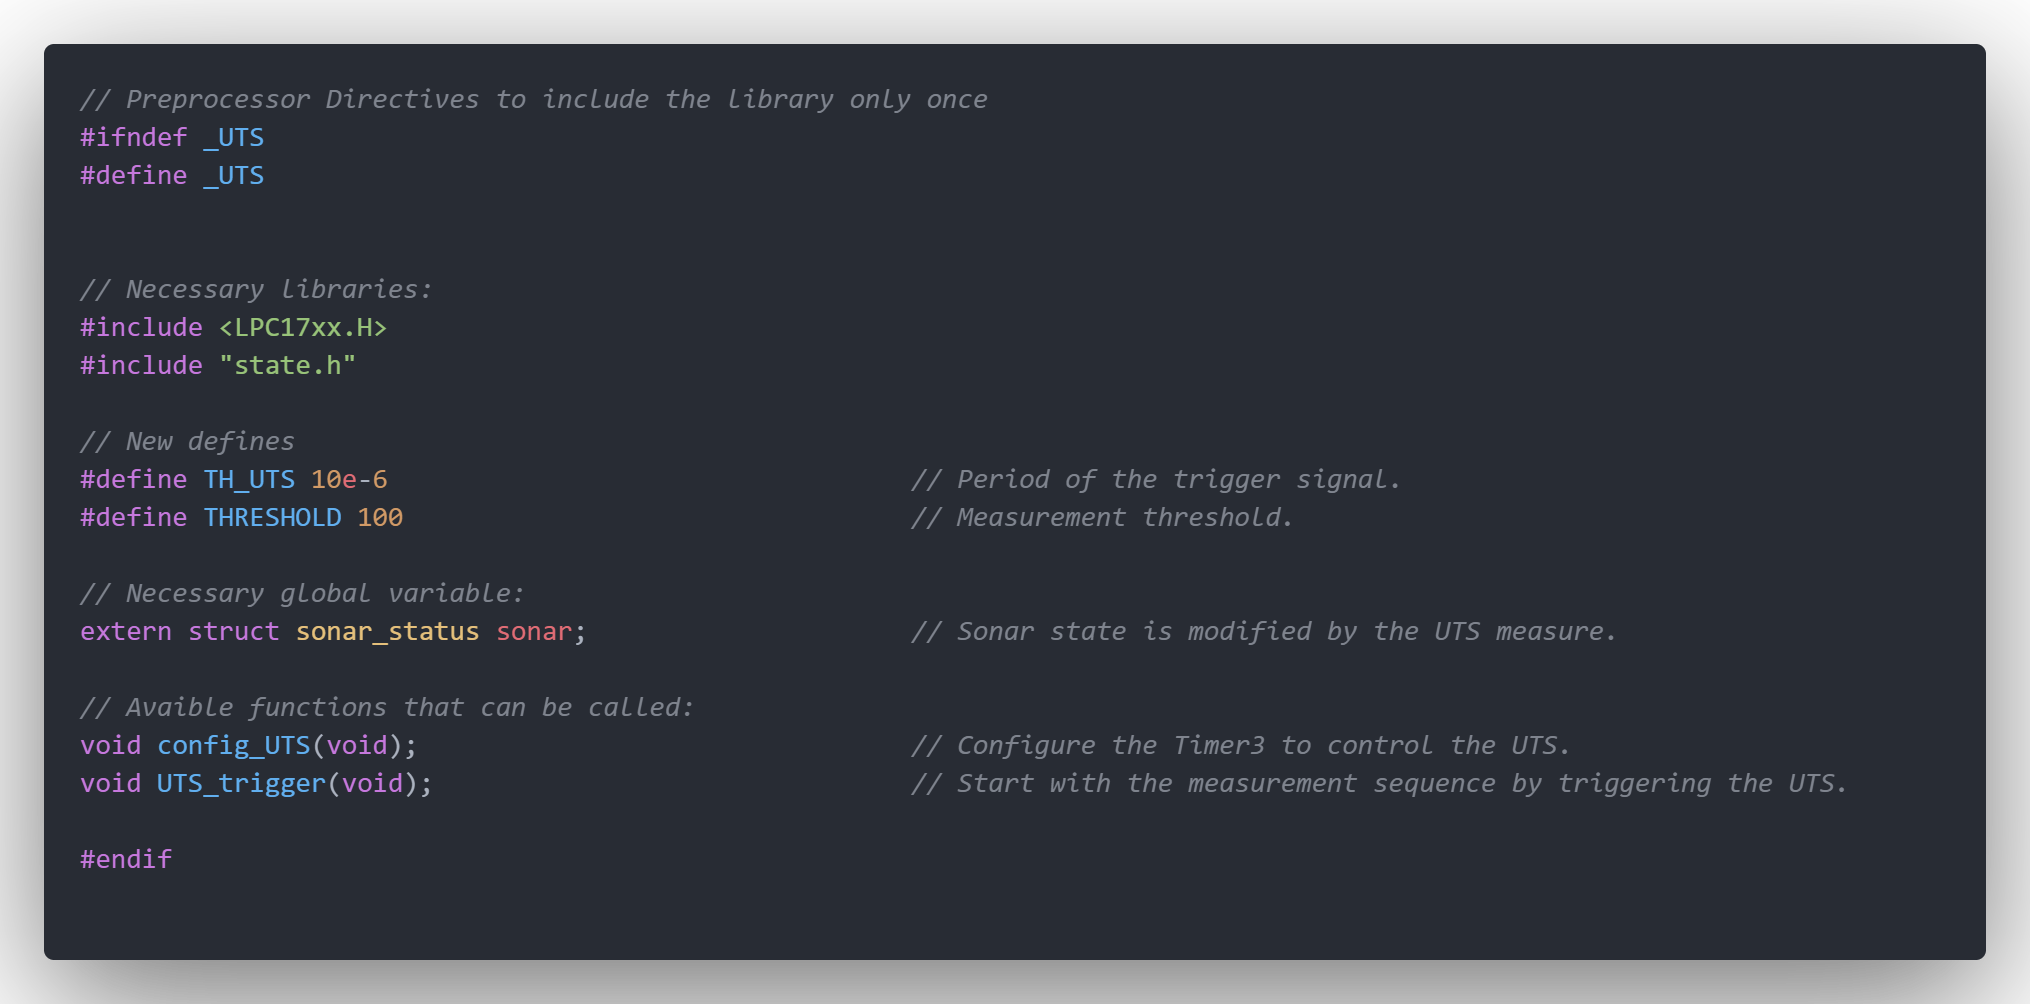 // Preprocessor Directives to include the library only once
#ifndef _UTS
#define _UTS
// Necessary libraries:
#include <LPC17xx.H>
#include "state.h"
// New defines
#define TH_UTS 10e-6 // Period of the trigger signal.
#define THRESHOLD 100 // Measurement threshold.
// Necessary global variable:
extern struct sonar_status sonar; // Sonar state is modified by the UTS measure.
// Avaible functions that can be called:
void config_UTS(void); // Configure the Timer3 to control the UTS.
void UTS_trigger(void); // Start with the measurement sequence by triggering the UTS.
#endif